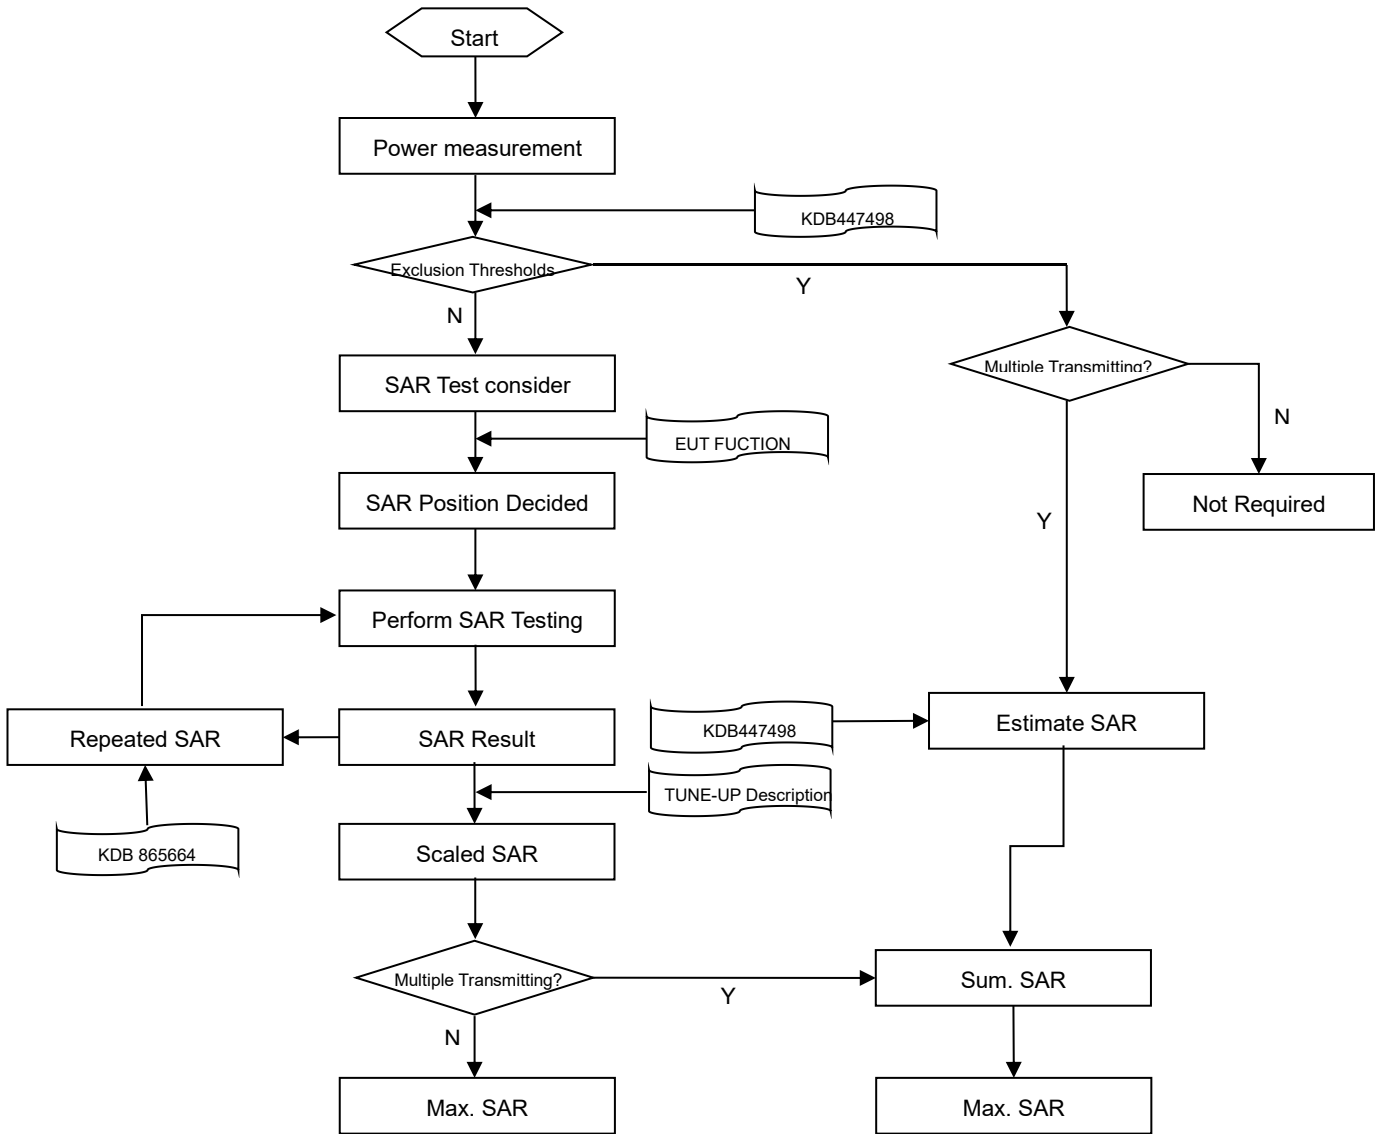 Start
Power measurement
KDB447498
Exclusion Thresholds
Y
N
Multiple Transmitting?
SAR Test consider
N
EUT FUCTION
SAR Position Decided
Not Required
Y
Perform SAR Testing
Repeated SAR
SAR Result
KDB447498
Estimate SAR
TUNE-UP Description
KDB 865664
Scaled SAR
Multiple Transmitting?
Y
Sum. SAR
N
Max. SAR
Max. SAR